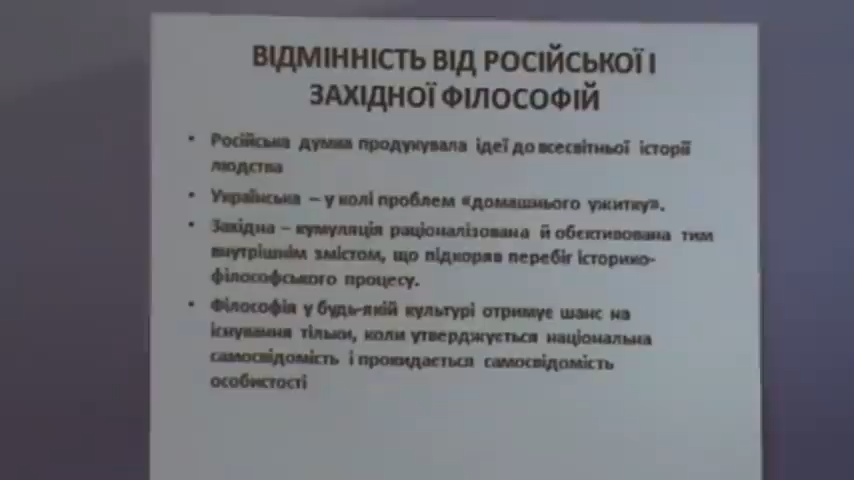 ВІДМІННІСТЬ ВІД РОСІЙСЬКОЇ І
ЗАХІДНОЇ ФІЛОСОФІЙ
• Російська думка продукувала ідеї до всесвітньої історії
людства
• Українська – у колі проблем «домашнього ужитку».
• Західна – кумуляція раціоналізована й обєктивована тим
внутрішнім змістом, що підкоряв перебіг історико-
філософського процесу.
• Філософія у будь-якій культурі отримує шанс на
існування тільки, коли утверджується національна
самосвідомість і прокидається самосвідомість
особистості